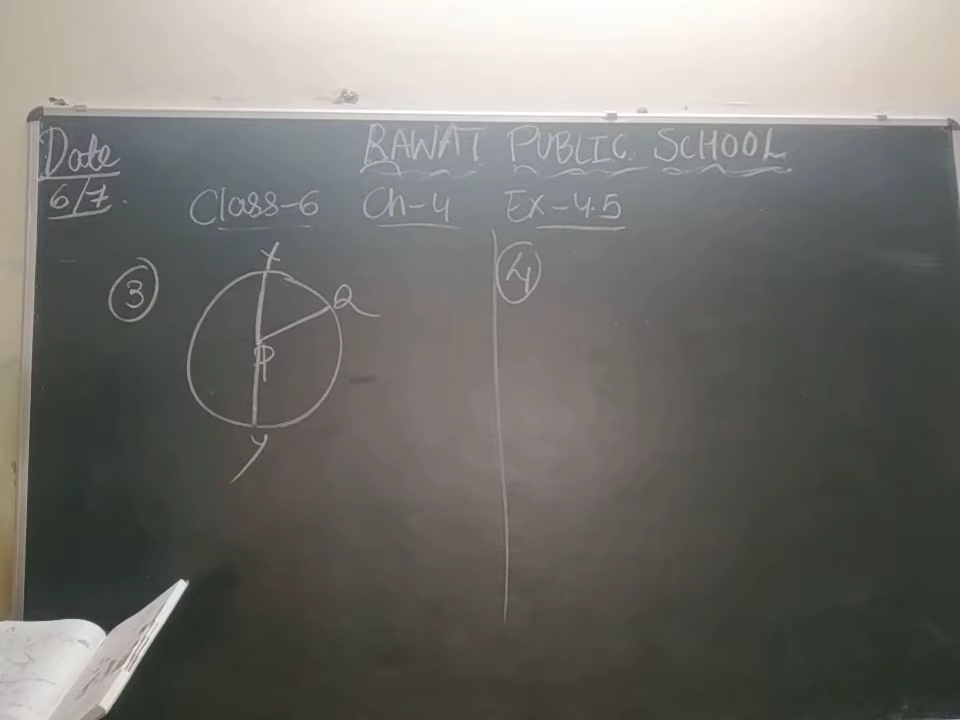 Date
6/7.
RAWAT PUBLIC SCHOOL
Class-6 Ch-4 Ex-4.5
3
X
Q
P
y
4